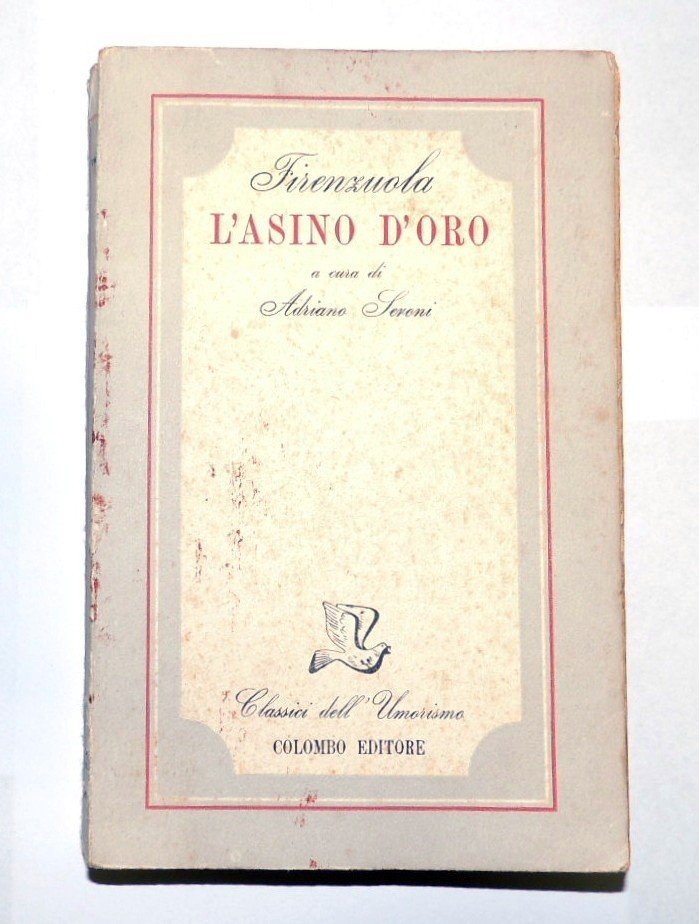 Firenzuola
L'ASINO D'ORO
a cura di
Adriano Seroni
Classici dell'Umorismo
COLOMBO EDITORE